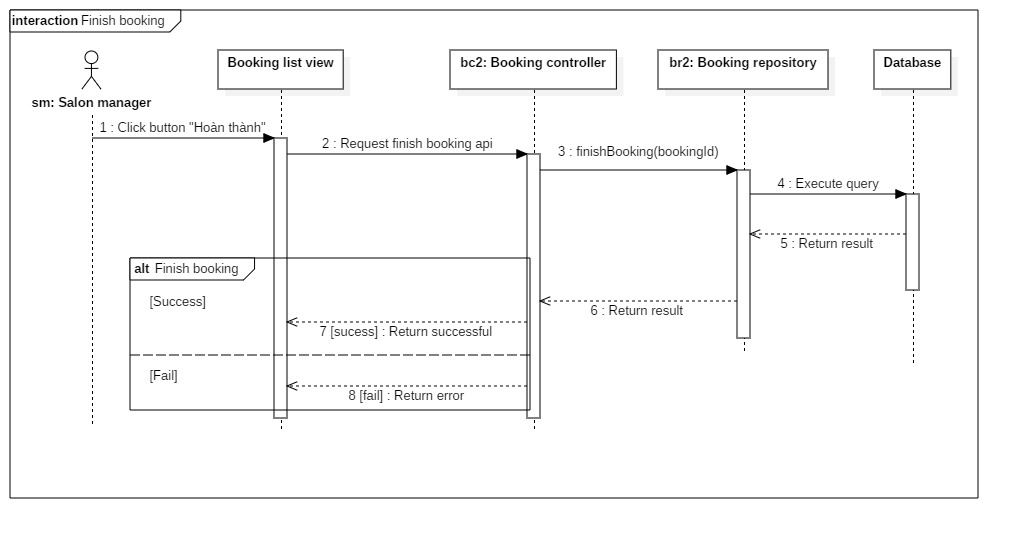 interaction Finish booking
Booking list view
bc2: Booking controller
br2: Booking repository
Database
sm: Salon manager
1 : Click button "Hoàn thành"
2 : Request finish booking api
3 : finishBooking(bookingId)
4 : Execute query
5 : Return result
alt Finish booking
[Success]
6 : Return result
7 [sucess] : Return successful
[Fail]
8 [fail] : Return error